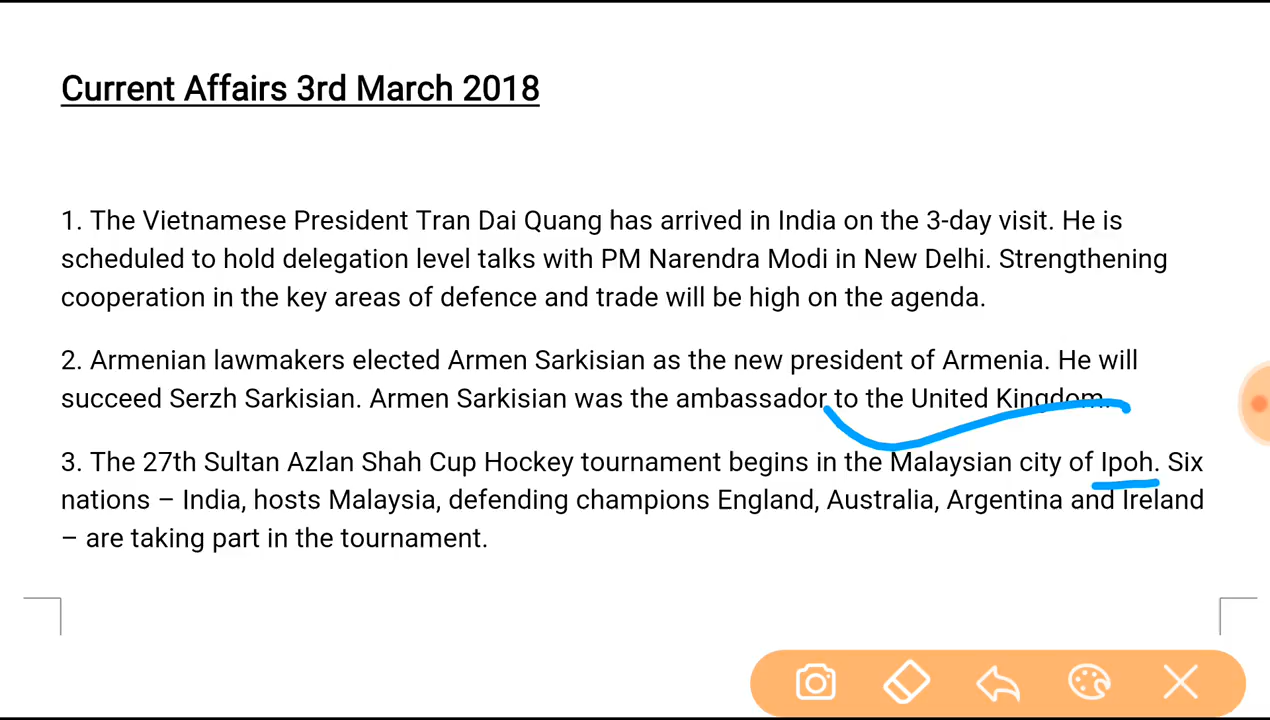 Current Affairs 3rd March 2018
1. The Vietnamese President Tran Dai Quang has arrived in India on the 3-day visit. He is
scheduled to hold delegation level talks with PM Narendra Modi in New Delhi. Strengthening
cooperation in the key areas of defence and trade will be high on the agenda.
2. Armenian lawmakers elected Armen Sarkisian as the new president of Armenia. He will
succeed Serzh Sarkisian. Armen Sarkisian was the ambassador to the United Kingdom.
3. The 27th Sultan Azlan Shah Cup Hockey tournament begins in the Malaysian city of Ipoh. Six
nations – India, hosts Malaysia, defending champions England, Australia, Argentina and Ireland
– are taking part in the tournament.